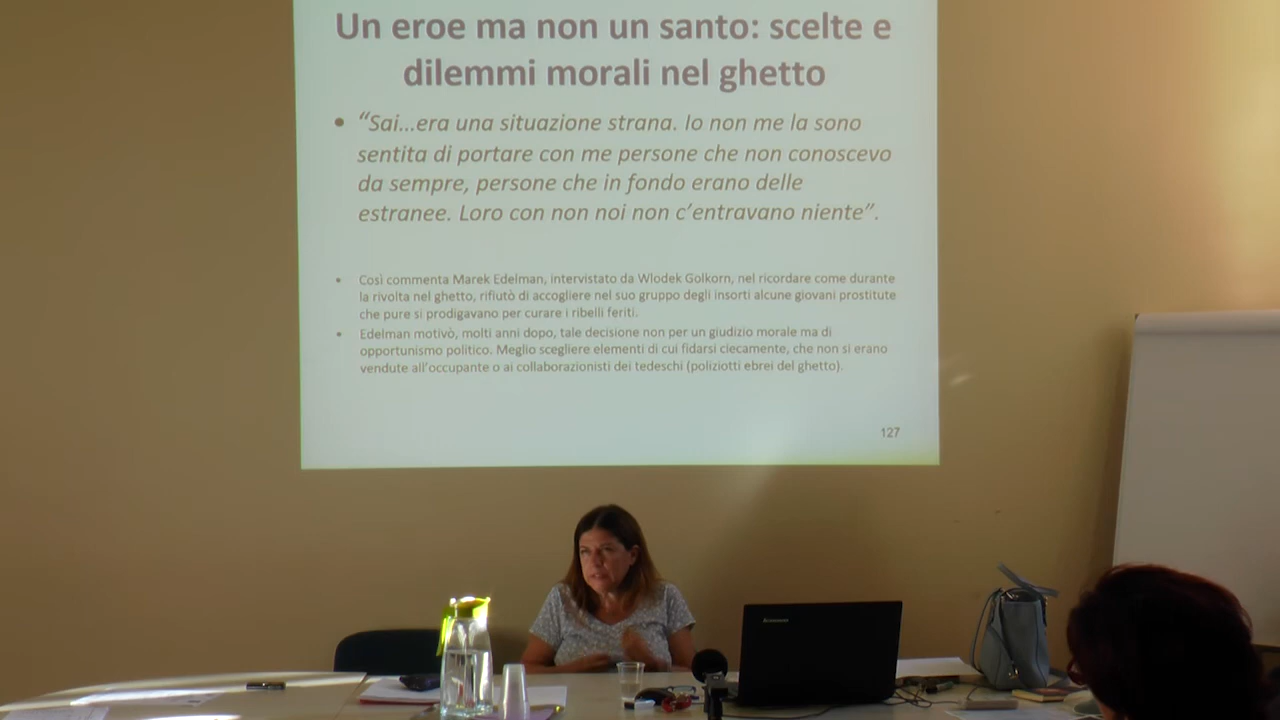 Un eroe ma non un santo: scelte e
dilemmi morali nel ghetto
• “Sai...era una situazione strana. Io non me la sono
sentita di portare con me persone che non conoscevo
da sempre, persone che in fondo erano delle
estranee. Loro con non noi non c’entravano niente”.
• Così commenta Marek Edelman, intervistato da Wlodek Golkorn, nel ricordare come durante
la rivolta nel ghetto, rifiutò di accogliere nel suo gruppo degli insorti alcune giovani prostitute
che pure si prodigavano per curare i ribelli feriti.
• Edelman motivò, molti anni dopo, tale decisione non per un giudizio morale ma di
opportunismo politico. Meglio scegliere elementi di cui fidarsi ciecamente, che non si erano
vendute all’occupante o ai collaborazionisti dei tedeschi (poliziotti ebrei del ghetto).
127
lenovo